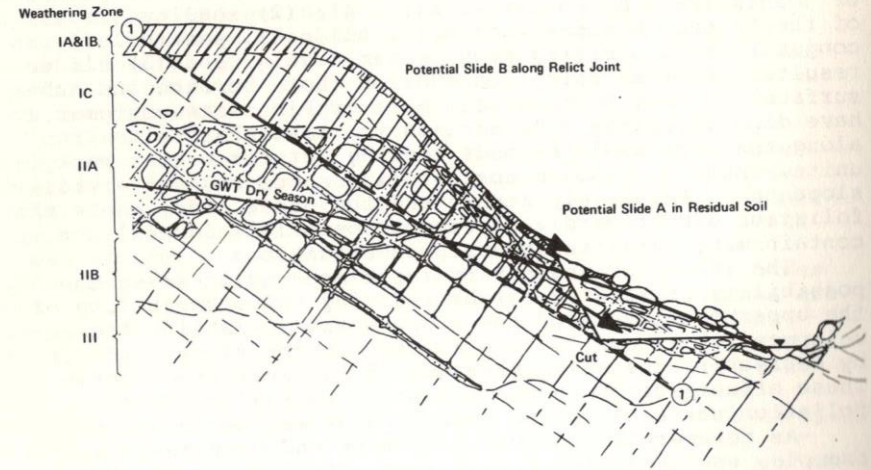 Weathering Zone
1
IA&IB
IC
Potential Slide B along Relict Joint
IIA
GWT Dry Season
Potential Slide A in Residual Soil
IIB
III
Cut
1